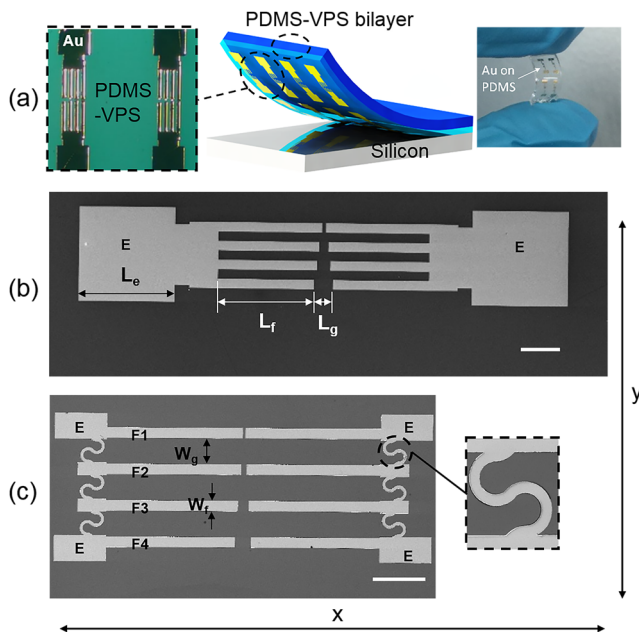 PDMS-VPS bilayer
Au
PDMS
-VPS
(a)
Au on
PDMS
Silicon
E
E
Le
(b)
Lf
Lg
y
E
E
F1
Wg
F2
(c)
F3
Wf
E
F4
E
x